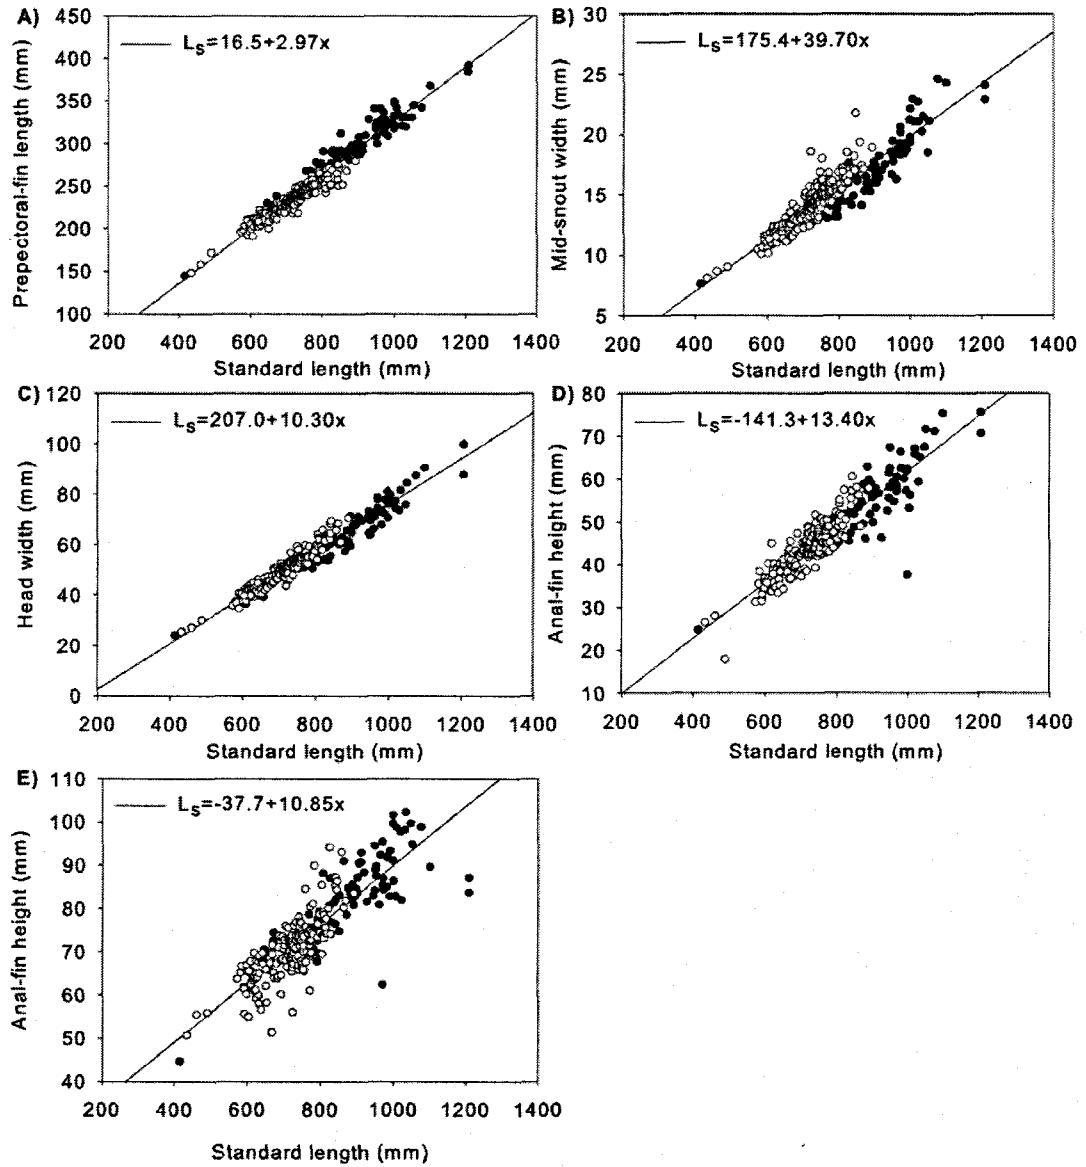 A)
450
400
350
300
250
200
150
100
Prepectoral-fin length (mm)
LS=16.5+2.97x
200 400 600 800 1000 1200 1400
Standard length (mm)
B)
30
25
20
15
10
5
Mid-snout width (mm)
LS=175.4+39.70x
200 400 600 800 1000 1200 1400
Standard length (mm)
C)
120
100
80
60
40
20
0
Head width (mm)
LS=207.0+10.30x
200 400 600 800 1000 1200 1400
Standard length (mm)
D)
80
70
60
50
40
30
20
10
Anal-fin height (mm)
LS=-141.3+13.40x
200 400 600 800 1000 1200 1400
Standard length (mm)
E)
110
100
90
80
70
60
50
40
Anal-fin height (mm)
LS=-37.7+10.85x
200 400 600 800 1000 1200 1400
Standard length (mm)